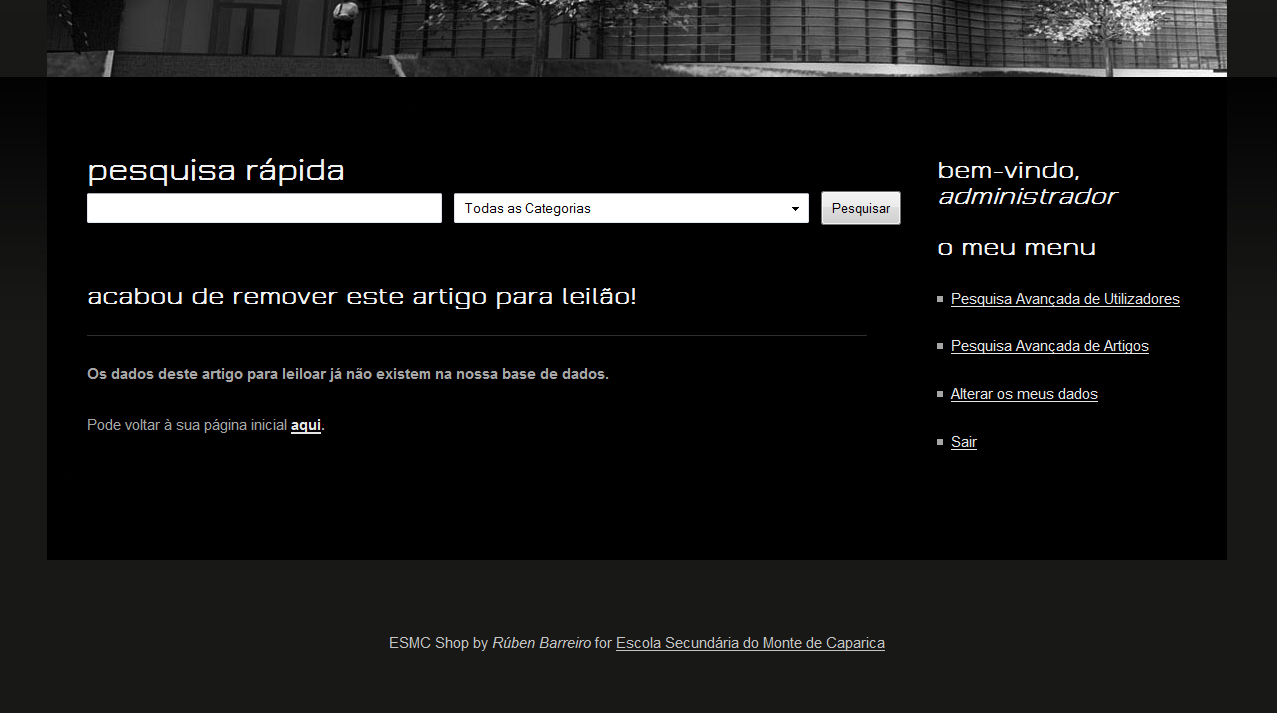 pesquisa rápida
Todas as Categorias
Pesquisar
acabou de remover este artigo para leilão!
Os dados deste artigo para leiloar já não existem na nossa base de dados.
Pode voltar à sua página inicial aqui.
bem-vindo,
administrador
o meu menu
Pesquisa Avançada de Utilizadores
Pesquisa Avançada de Artigos
Alterar os meus dados
Sair
ESMC Shop by Rúben Barreiro for Escola Secundária do Monte de Caparica